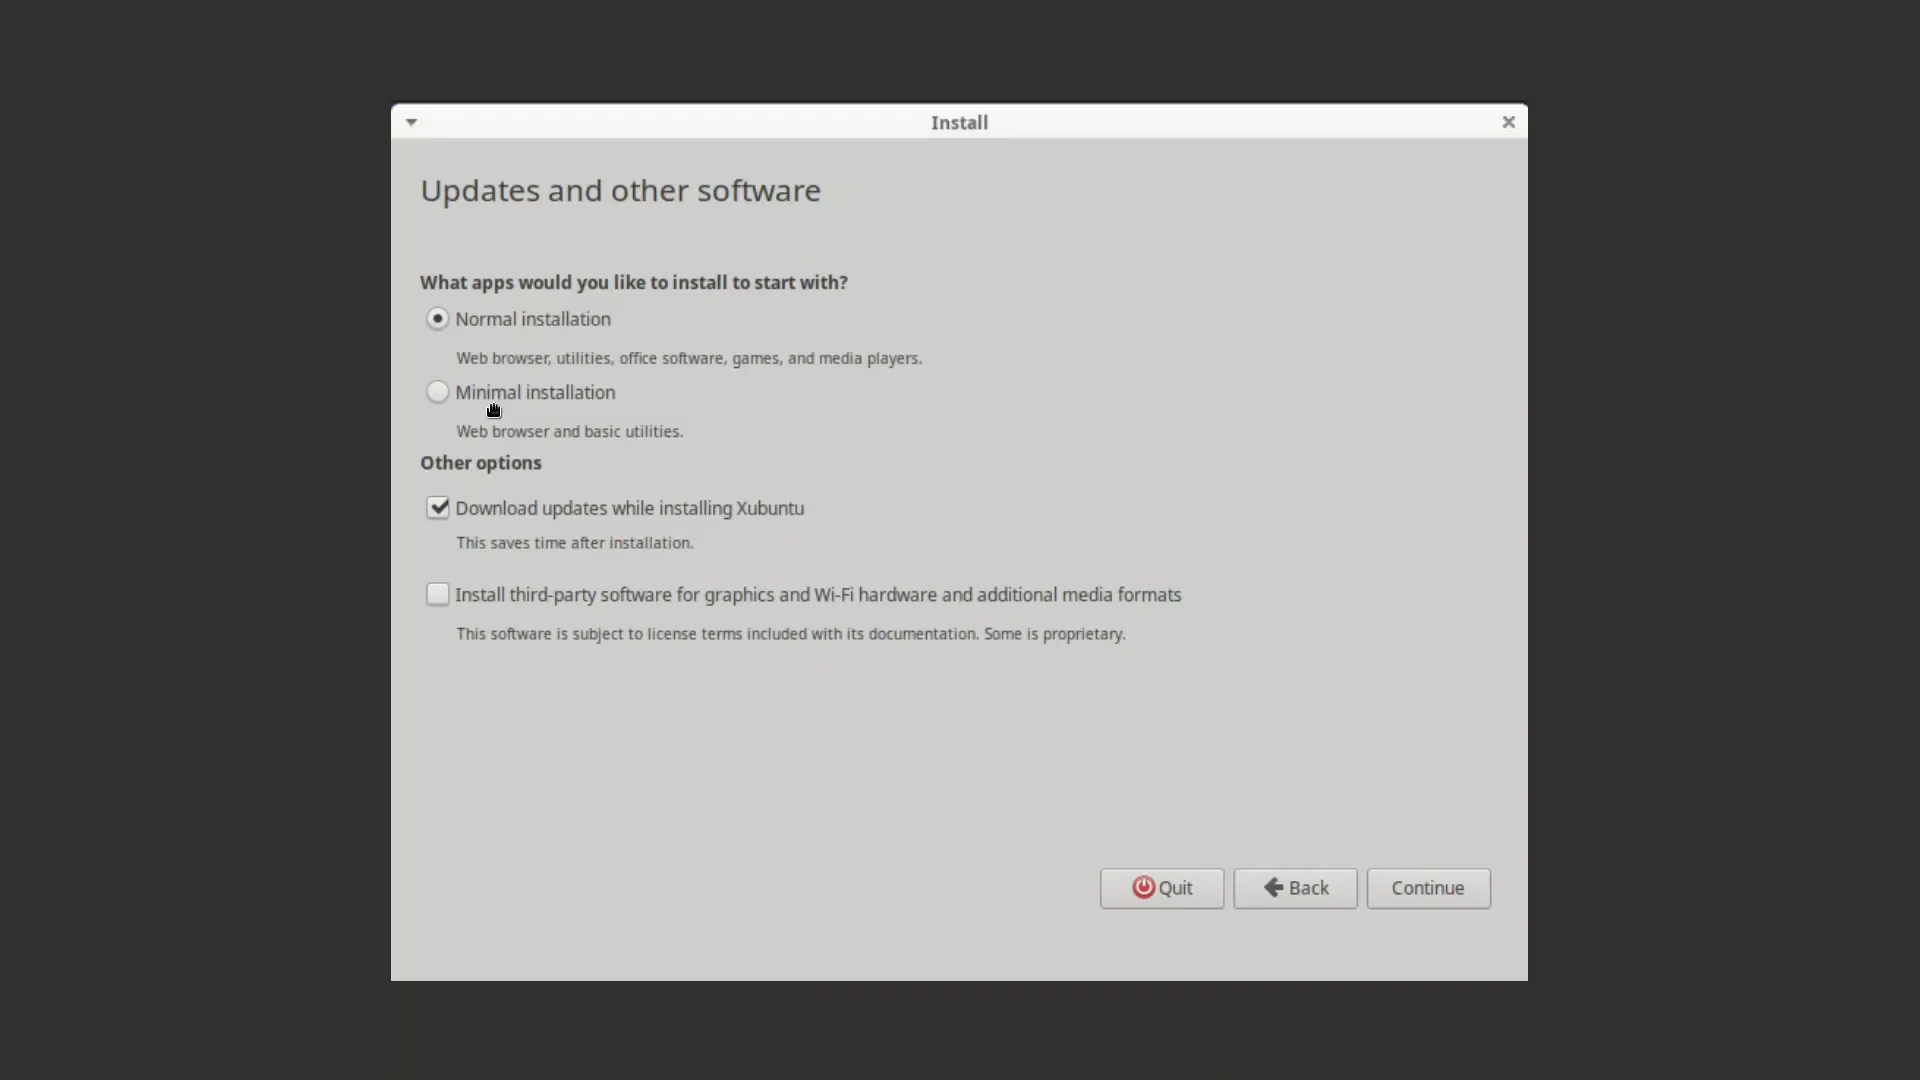 Install
Updates and other software
What apps would you like to install to start with?
Normal installation
Web browser, utilities, office software, games, and media players.
Minimal installation
Web browser and basic utilities.
Other options
Download updates while installing Xubuntu
This saves time after installation.
Install third-party software for graphics and Wi-Fi hardware and additional media formats
This software is subject to license terms included with its documentation. Some is proprietary.
Quit
Back
Continue